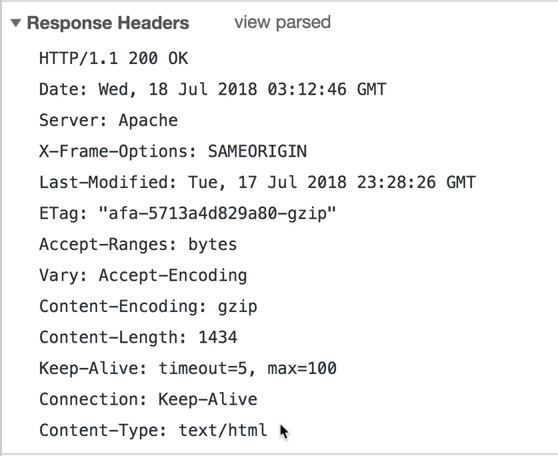 Response Headers view parsed
HTTP/1.1 200 OK
Date: Wed, 18 Jul 2018 03:12:46 GMT
Server: Apache
X-Frame-Options: SAMEORIGIN
Last-Modified: Tue, 17 Jul 2018 23:28:26 GMT
ETag: "afa-5713a4d829a80-gzip"
Accept-Ranges: bytes
Vary: Accept-Encoding
Content-Encoding: gzip
Content-Length: 1434
Keep-Alive: timeout=5, max=100
Connection: Keep-Alive
Content-Type: text/html